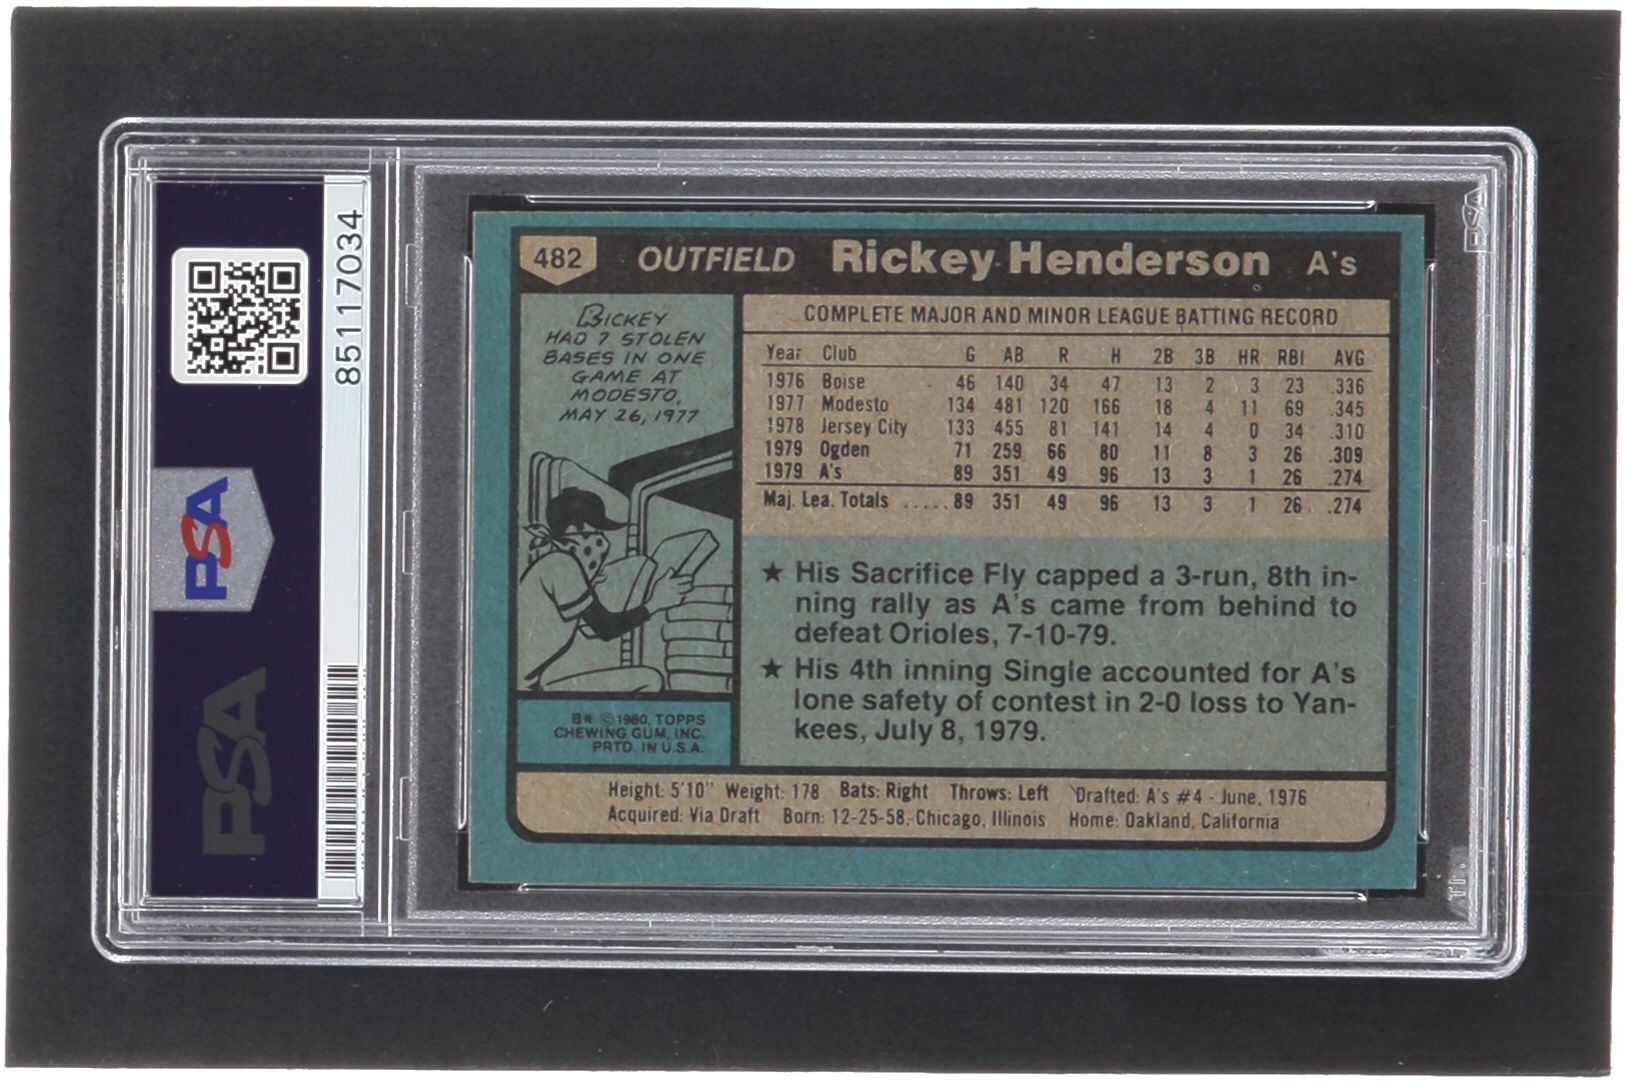 85117034
PSA
PSA
PSA
482 OUTFIELD Rickey Henderson A's
RICKEY
HAD 7 STOLEN
BASES IN ONE
GAME AT
MODESTO,
MAY 26, 1977
B* © 1980, TOPPS
CHEWING GUM, INC.
PRTD. IN U.S.A.
COMPLETE MAJOR AND MINOR LEAGUE BATTING RECORD
Year Club G AB R H 2B 3B HR RBI AVG
1976 Boise 46 140 34 47 13 2 3 23 .336
1977 Modesto 134 481 120 166 18 4 11 69 .345
1978 Jersey City 133 455 81 141 14 4 0 34 .310
1979 Ogden 71 259 66 80 11 8 3 26 .309
1979 A's 89 351 49 96 13 3 1 26 .274
Maj. Lea. Totals .....89 351 49 96 13 3 1 26 .274
★ His Sacrifice Fly capped a 3-run, 8th in-
ning rally as A's came from behind to
defeat Orioles, 7-10-79.
★ His 4th inning Single accounted for A's
lone safety of contest in 2-0 loss to Yan-
kees, July 8, 1979.
Height: 5'10" Weight: 178 Bats: Right Throws: Left Drafted: A's #4 - June, 1976
Acquired: Via Draft Born: 12-25-58, Chicago, Illinois Home: Oakland, California